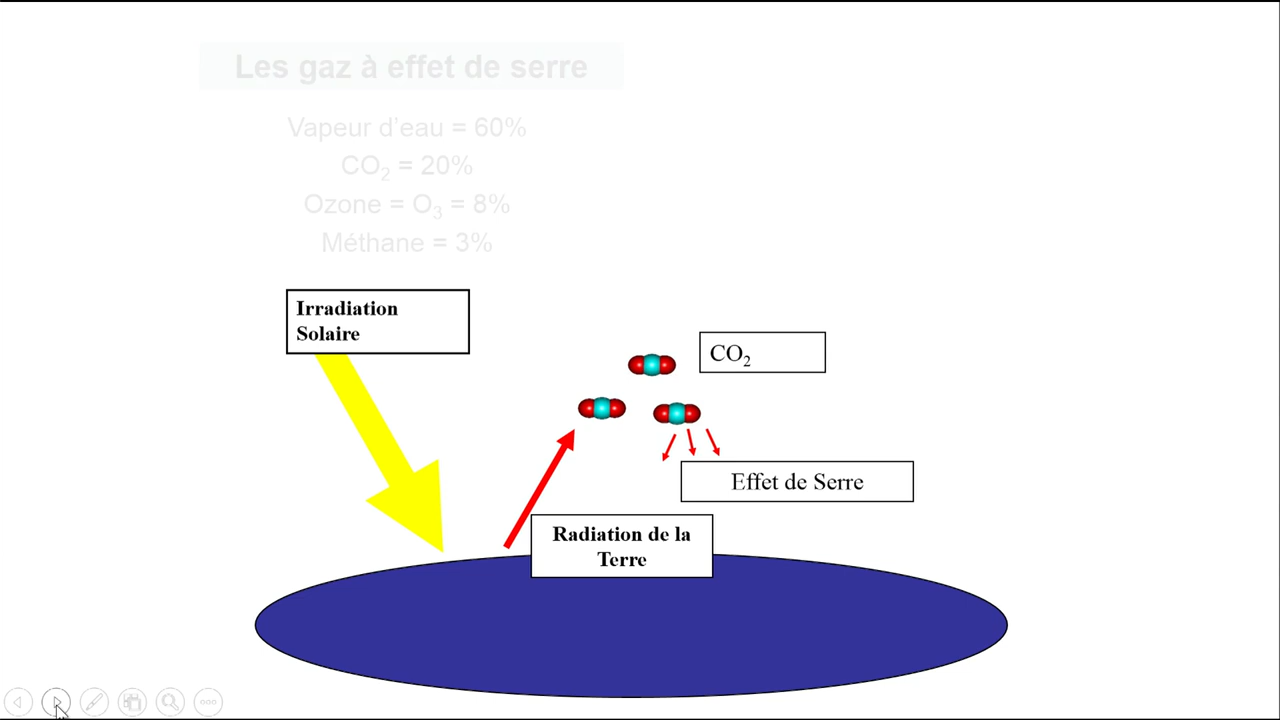 Les gaz à effet de serre
Vapeur d’eau = 60%
CO₂ = 20%
Ozone = O₃ = 8%
Méthane = 3%
Irradiation
Solaire
CO₂
Effet de Serre
Radiation de la
Terre